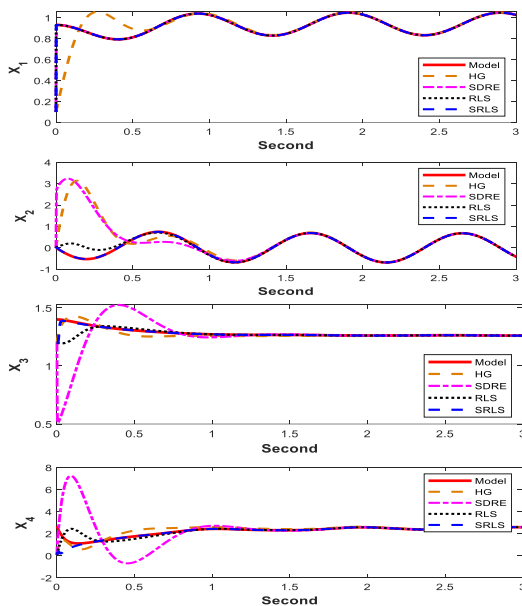 1
0.8
0.6
0.4
0.2
0
X1
Model
HG
SDRE
RLS
SRLS
0 0.5 1 1.5 2 2.5 3
Second
4
3
2
1
0
-1
X2
Model
HG
SDRE
RLS
SRLS
0 0.5 1 1.5 2 2.5 3
Second
1.5
1
0.5
X3
Model
HG
SDRE
RLS
SRLS
0 0.5 1 1.5 2 2.5 3
Second
8
6
4
2
0
-2
X4
Model
HG
SDRE
RLS
SRLS
0 0.5 1 1.5 2 2.5 3
Second